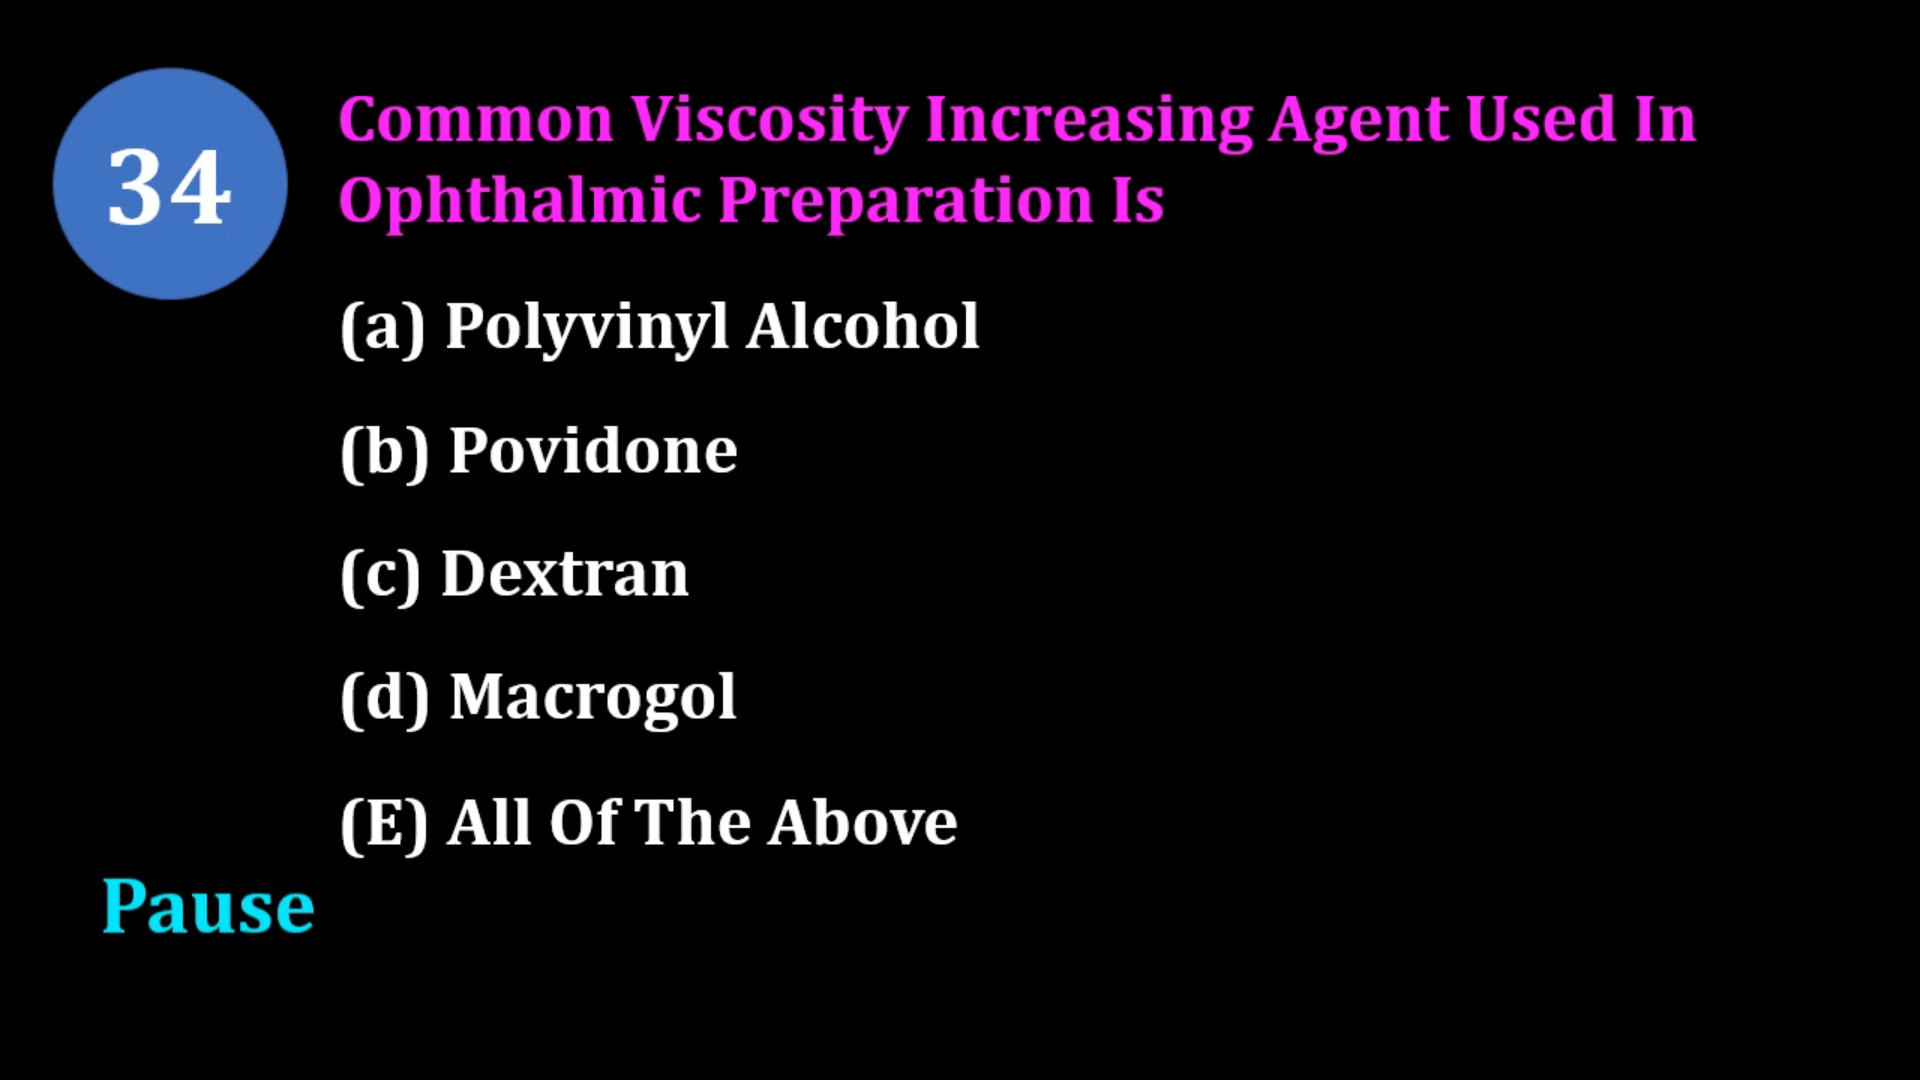 34
Common Viscosity Increasing Agent Used In
Ophthalmic Preparation Is
(a) Polyvinyl Alcohol
(b) Povidone
(c) Dextran
(d) Macrogol
(E) All Of The Above
Pause